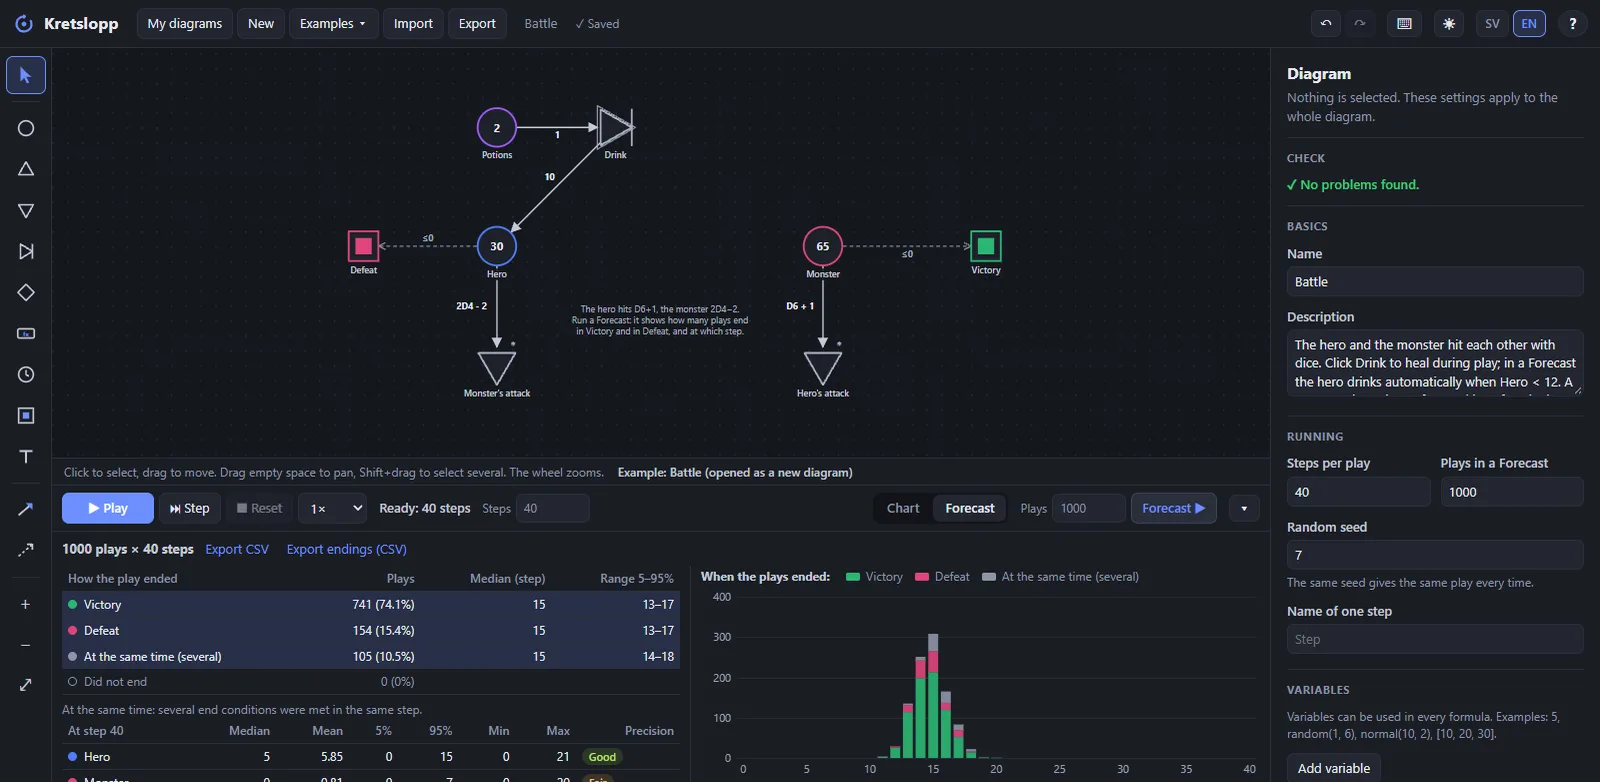 Kretslopp My diagrams New Examples Import Export Battle ✓ Saved SV EN ?
2
Potions
1
Drink
10
≤0
30
65
≤0
Defeat
Hero
Monster
Victory
2D4 - 2
D6 + 1
The hero hits D6+1, the monster 2D4−2.
Run a Forecast: it shows how many plays end
in Victory and in Defeat, and at which step.
*
*
Monster's attack
Hero's attack
fx
T
+
−
Click to select, drag to move. Drag empty space to pan, Shift+drag to select several. The wheel zooms. Example: Battle (opened as a new diagram)
Play Step Reset 1× Ready: 40 steps Steps 40 Chart Forecast Plays 1000 Forecast
1000 plays × 40 steps Export CSV Export endings (CSV)
How the play ended Plays Median (step) Range 5–95%
Victory 741 (74.1%) 15 13–17
Defeat 154 (15.4%) 15 13–17
At the same time (several) 105 (10.5%) 15 14–18
Did not end 0 (0%)
At the same time: several end conditions were met in the same step.
At step 40 Median Mean 5% 95% Min Max Precision
Hero 5 5.85 0 15 0 21 Good
Monster 0 0.81 0 7 0 20 Fair
When the plays ended: Victory Defeat At the same time (several)
400
300
200
100
0
0 5 10 15 20 25 30 35 40
Diagram
Nothing is selected. These settings apply to the
whole diagram.
CHECK
✓ No problems found.
BASICS
Name
Battle
Description
The hero and the monster hit each other with
dice. Click Drink to heal during play; in a Forecast
the hero drinks automatically when Hero < 12. A
RUNNING
Steps per play Plays in a Forecast
40 1000
Random seed
7
The same seed gives the same play every time.
Name of one step
Step
VARIABLES
Variables can be used in every formula. Examples: 5,
random(1, 6), normal(10, 2), [10, 20, 30].
Add variable